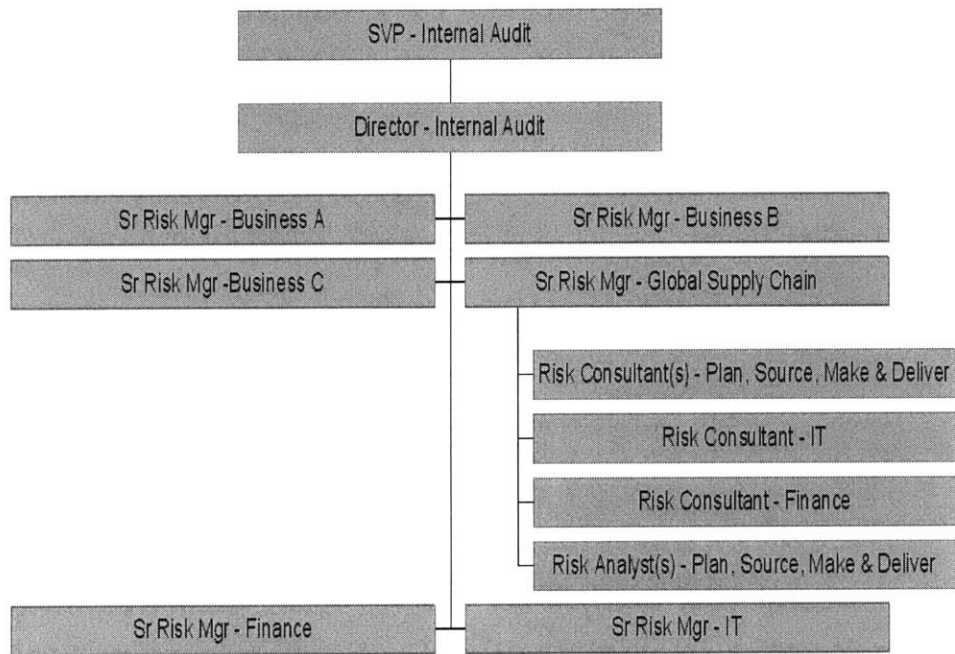 SVP - Internal Audit
Director - Internal Audit
Sr Risk Mgr - Business A
Sr Risk Mgr - Business B
Sr Risk Mgr -Business C
Sr Risk Mgr - Global Supply Chain
Risk Consultant(s) - Plan, Source, Make & Deliver
Risk Consultant - IT
Risk Consultant - Finance
Risk Analyst(s) - Plan, Source, Make & Deliver
Sr Risk Mgr - Finance
Sr Risk Mgr - IT